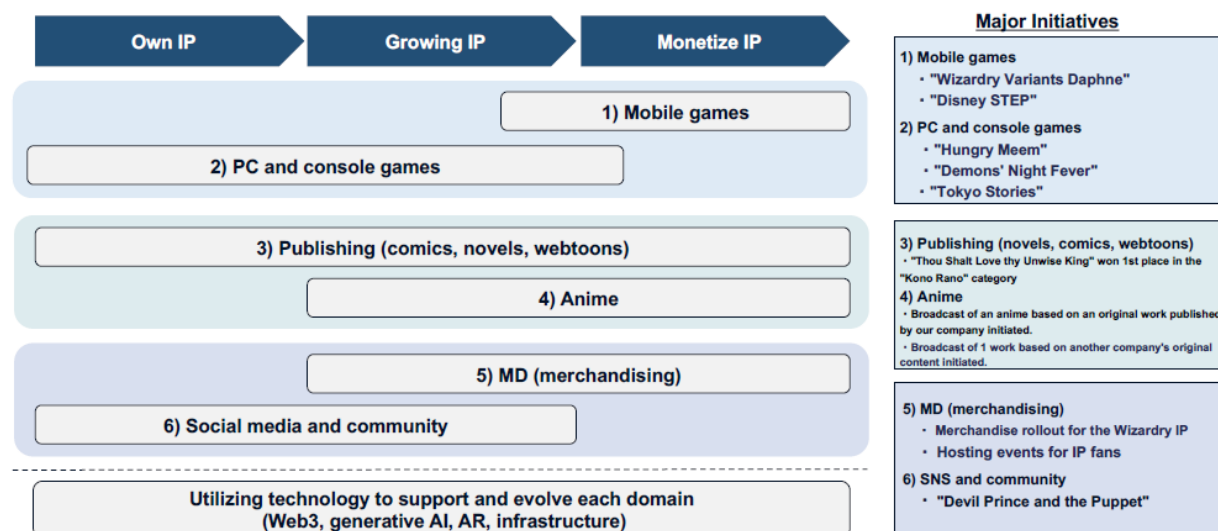 Own IP
Growing IP
Monetize IP
1) Mobile games
2) PC and console games
3) Publishing (comics, novels, webtoons)
4) Anime
5) MD (merchandising)
6) Social media and community
Utilizing technology to support and evolve each domain
(Web3, generative AI, AR, infrastructure)
Major Initiatives
1) Mobile games
・"Wizardry Variants Daphne"
・"Disney STEP"
2) PC and console games
・"Hungry Meem"
・"Demons' Night Fever"
・"Tokyo Stories"
3) Publishing (novels, comics, webtoons)
・"Thou Shalt Love thy Unwise King" won 1st place in the
"Kono Rano" category
4) Anime
・Broadcast of an anime based on an original work published
by our company initiated.
・Broadcast of 1 work based on another company's original
content initiated.
5) MD (merchandising)
・ Merchandise rollout for the Wizardry IP
・ Hosting events for IP fans
6) SNS and community
・ "Devil Prince and the Puppet"